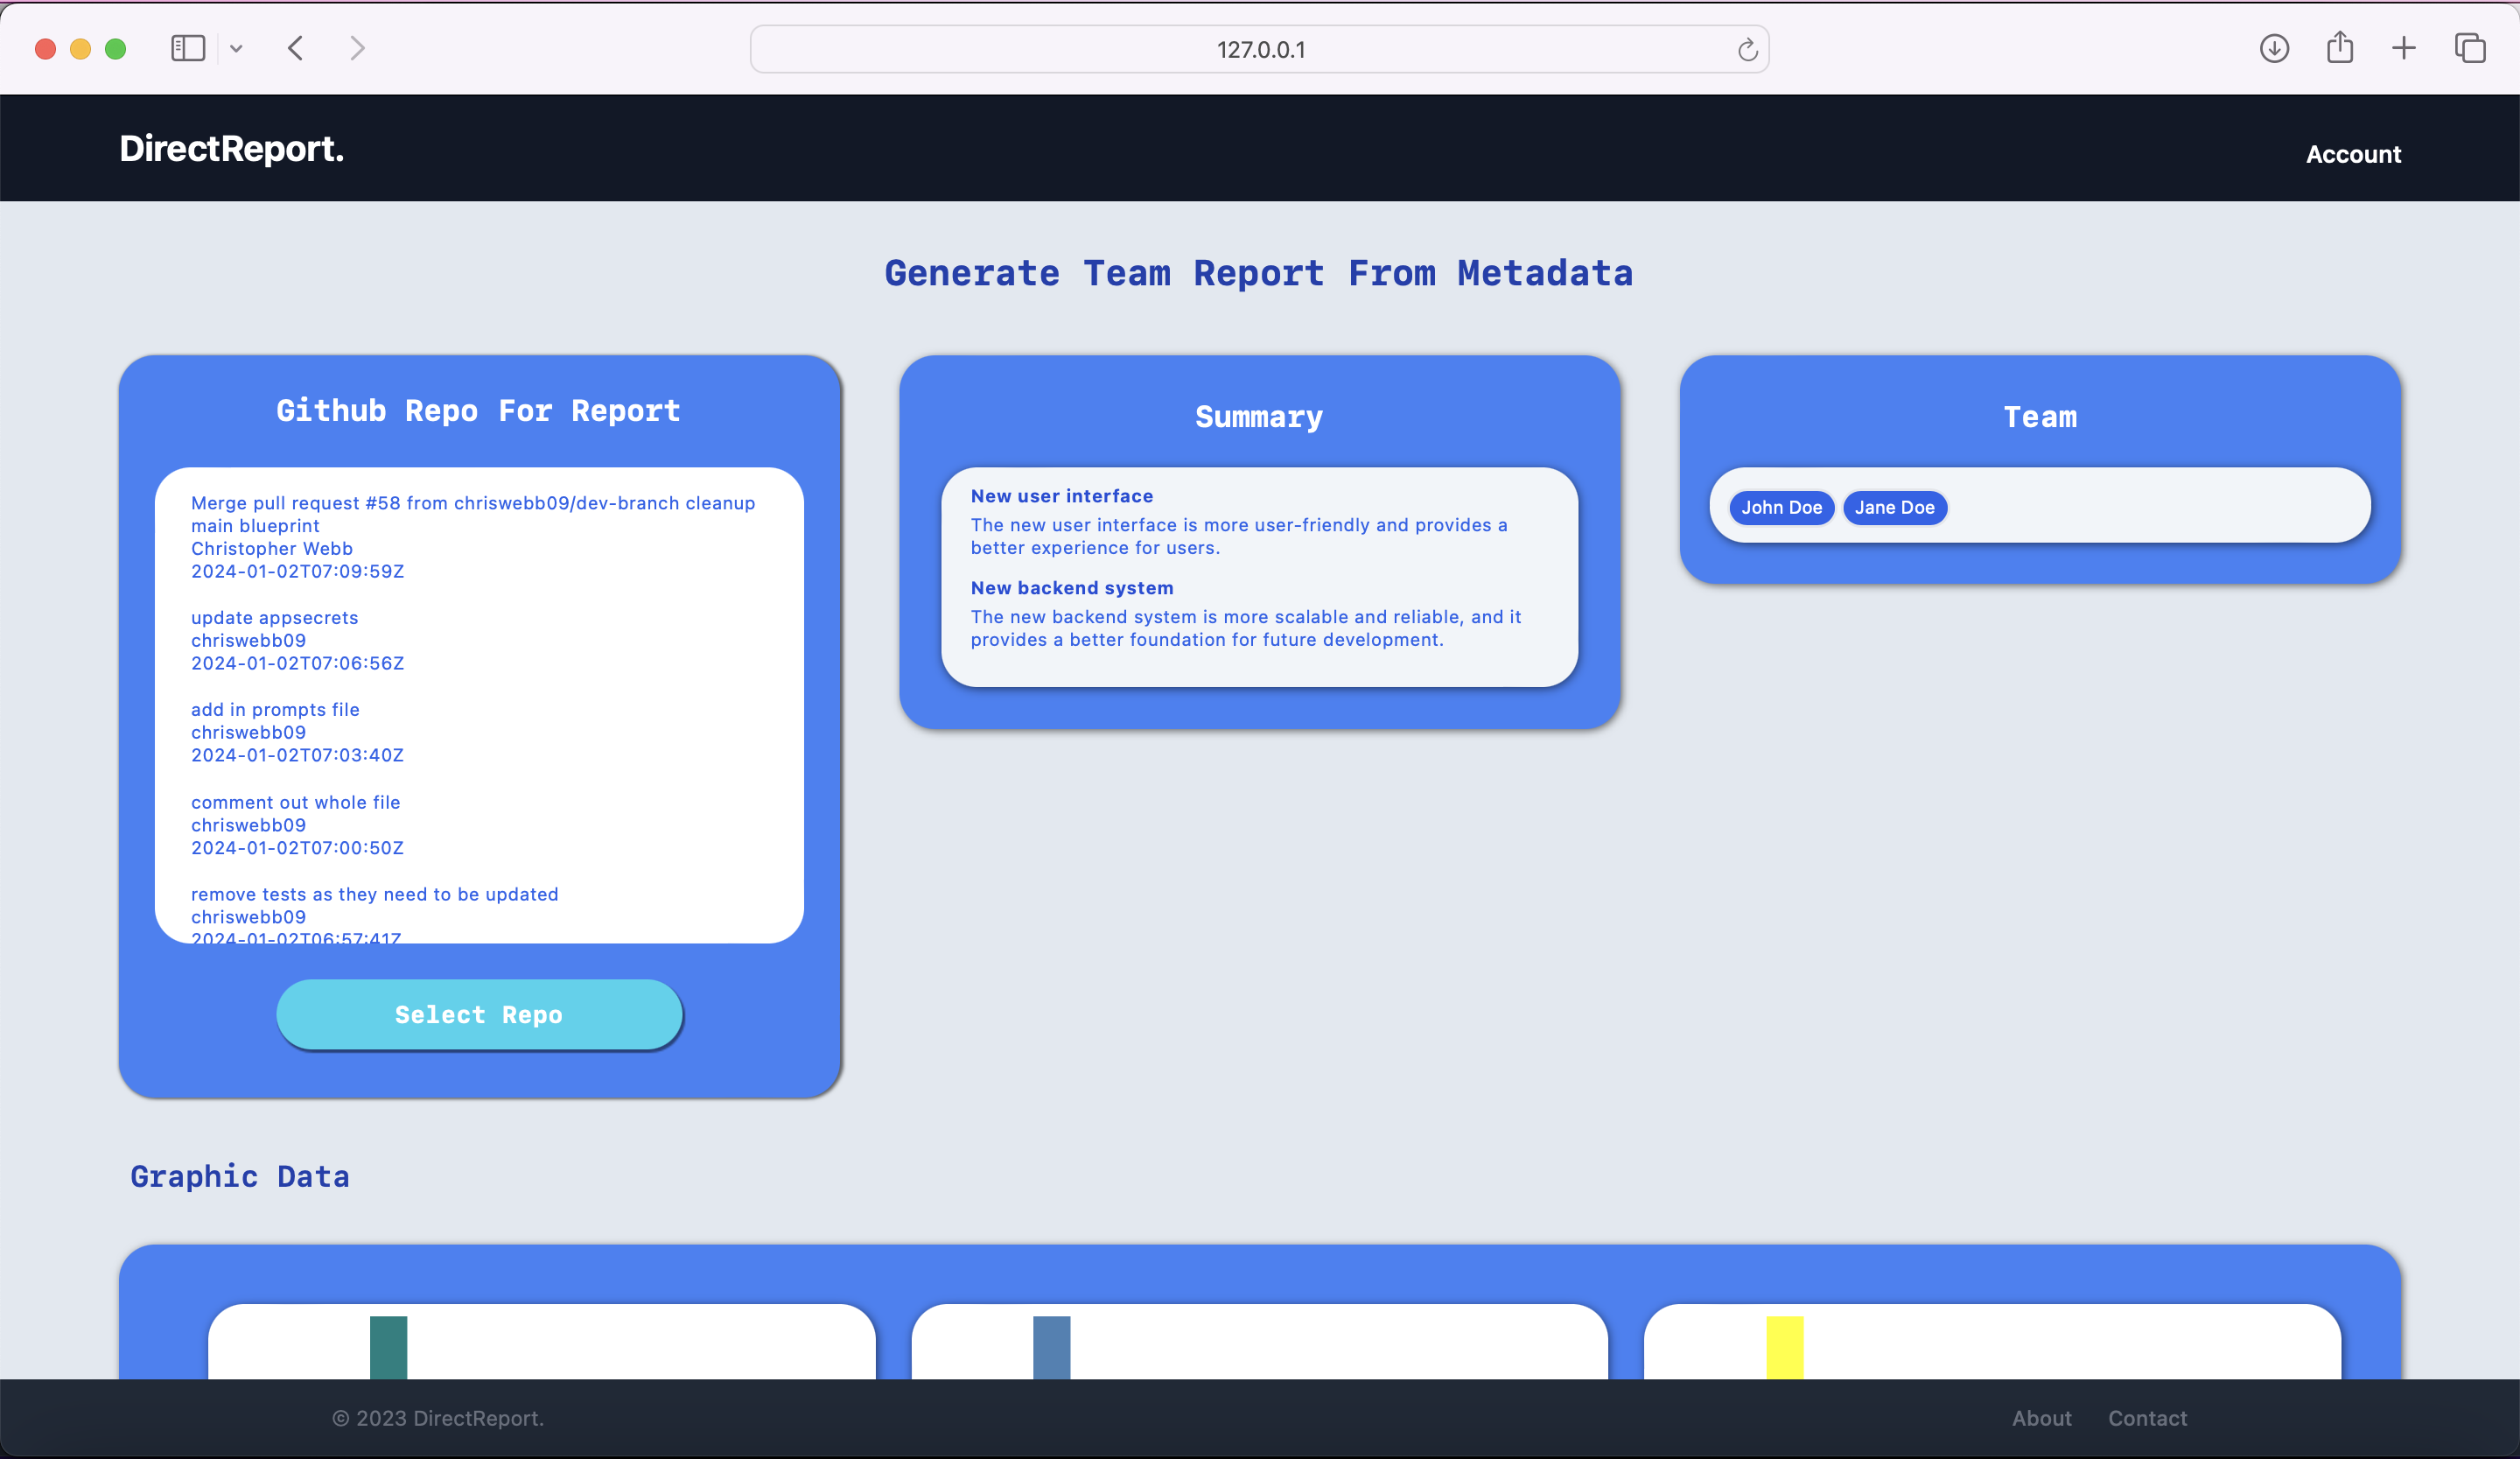 127.0.0.1
DirectReport.
Account
Generate Team Report From Metadata
Github Repo For Report
Merge pull request #58 from chriswebb09/dev-branch cleanup
main blueprint
Christopher Webb
2024-01-02T07:09:59Z
update appsecrets
chriswebb09
2024-01-02T07:06:56Z
add in prompts file
chriswebb09
2024-01-02T07:03:40Z
comment out whole file
chriswebb09
2024-01-02T07:00:50Z
remove tests as they need to be updated
chriswebb09
2024-01-02T06:57:41Z
Select Repo
Summary
New user interface
The new user interface is more user-friendly and provides a
better experience for users.
New backend system
The new backend system is more scalable and reliable, and it
provides a better foundation for future development.
Team
John Doe Jane Doe
Graphic Data
© 2023 DirectReport.
About Contact